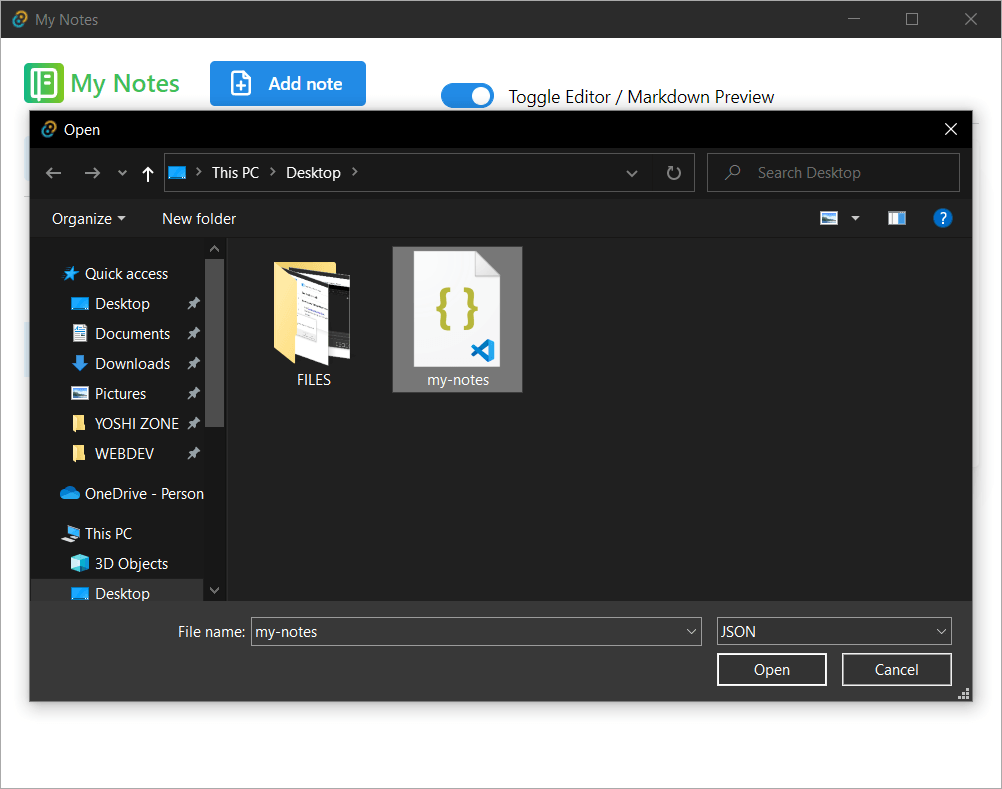 My Notes
My Notes
Add note
Toggle Editor / Markdown Preview
Open
This PC
Desktop
Search Desktop
Organize
New folder
?
Quick access
Desktop
Documents
Downloads
Pictures
YOSHI ZONE
WEBDEV
OneDrive - Person
This PC
3D Objects
Desktop
FILES
{ }
my-notes
File name:
my-notes
JSON
Open
Cancel